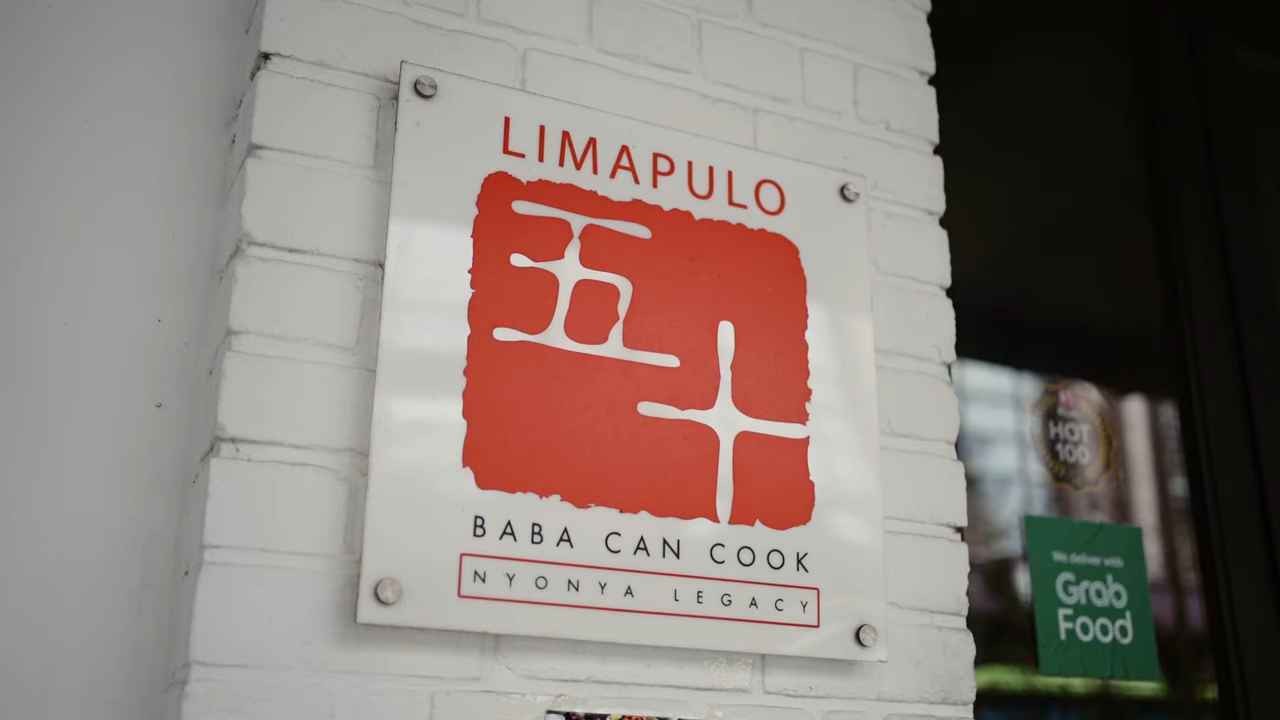 LIMAPULO
五十
BABA CAN COOK
NYONYA LEGACY
HOT
100
We deliver with
Grab
Food